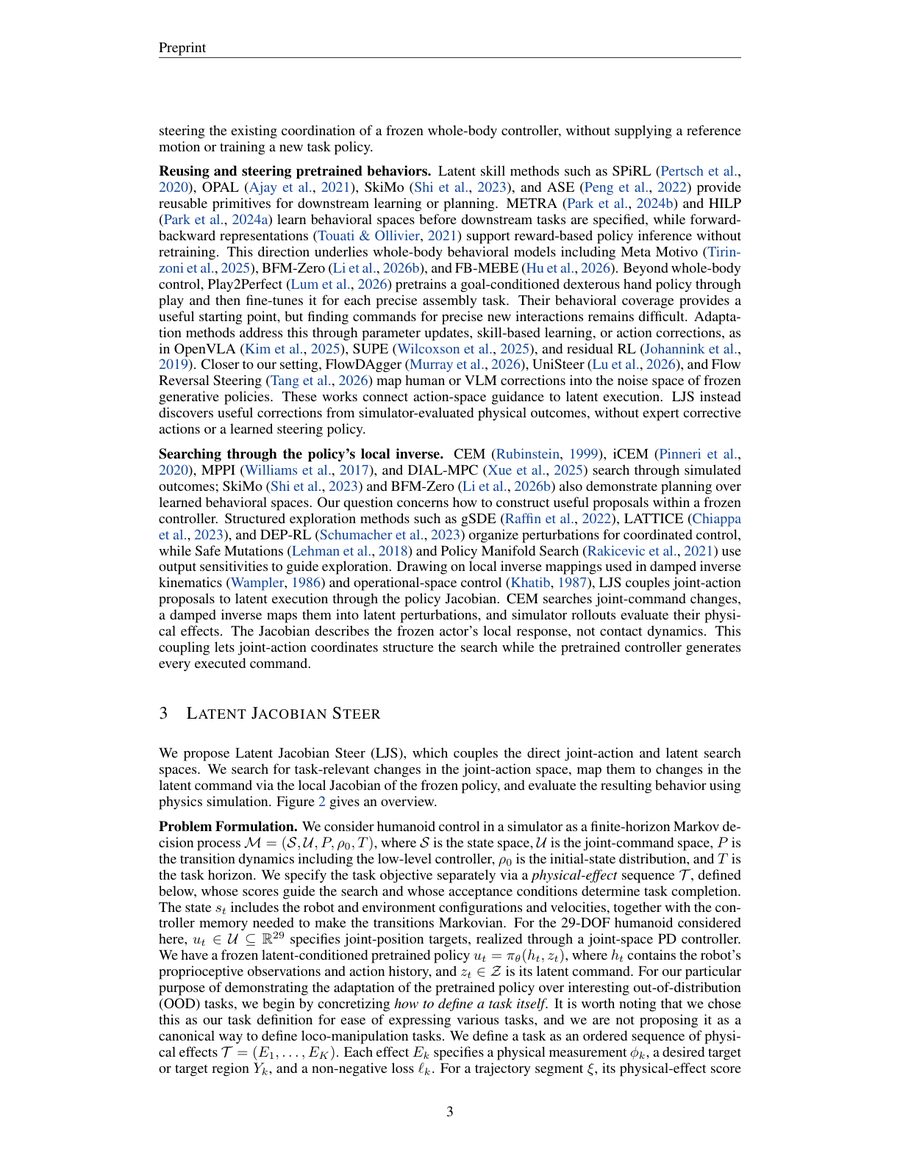 Preprint
steering the existing coordination of a frozen whole-body controller, without supplying a reference
motion or training a new task policy.
Reusing and steering pretrained behaviors. Latent skill methods such as SPiRL (Pertsch et al.,
2020), OPAL (Ajay et al., 2021), SkiMo (Shi et al., 2023), and ASE (Peng et al., 2022) provide
reusable primitives for downstream learning or planning. METRA (Park et al., 2024b) and HILP
(Park et al., 2024a) learn behavioral spaces before downstream tasks are specified, while forward-
backward representations (Touati & Ollivier, 2021) support reward-based policy inference without
retraining. This direction underlies whole-body behavioral models including Meta Motivo (Tirin-
zoni et al., 2025), BFM-Zero (Li et al., 2026b), and FB-MEBE (Hu et al., 2026). Beyond whole-body
control, Play2Perfect (Lum et al., 2026) pretrains a goal-conditioned dexterous hand policy through
play and then fine-tunes it for each precise assembly task. Their behavioral coverage provides a
useful starting point, but finding commands for precise new interactions remains difficult. Adapta-
tion methods address this through parameter updates, skill-based learning, or action corrections, as
in OpenVLA (Kim et al., 2025), SUPE (Wilcoxson et al., 2025), and residual RL (Johannink et al.,
2019). Closer to our setting, FlowDAgger (Murray et al., 2026), UniSteer (Lu et al., 2026), and Flow
Reversal Steering (Tang et al., 2026) map human or VLM corrections into the noise space of frozen
generative policies. These works connect action-space guidance to latent execution. LJS instead
discovers useful corrections from simulator-evaluated physical outcomes, without expert corrective
actions or a learned steering policy.
Searching through the policy's local inverse. CEM (Rubinstein, 1999), iCEM (Pinneri et al.,
2020), MPPI (Williams et al., 2017), and DIAL-MPC (Xue et al., 2025) search through simulated
outcomes; SkiMo (Shi et al., 2023) and BFM-Zero (Li et al., 2026b) also demonstrate planning over
learned behavioral spaces. Our question concerns how to construct useful proposals within a frozen
controller. Structured exploration methods such as gSDE (Raffin et al., 2022), LATTICE (Chiappa
et al., 2023), and DEP-RL (Schumacher et al., 2023) organize perturbations for coordinated control,
while Safe Mutations (Lehman et al., 2018) and Policy Manifold Search (Rakicevic et al., 2021) use
output sensitivities to guide exploration. Drawing on local inverse mappings used in damped inverse
kinematics (Wampler, 1986) and operational-space control (Khatib, 1987), LJS couples joint-action
proposals to latent execution through the policy Jacobian. CEM searches joint-command changes,
a damped inverse maps them into latent perturbations, and simulator rollouts evaluate their physi-
cal effects. The Jacobian describes the frozen actor's local response, not contact dynamics. This
coupling lets joint-action coordinates structure the search while the pretrained controller generates
every executed command.
3 LATENT JACOBIAN STEER
We propose Latent Jacobian Steer (LJS), which couples the direct joint-action and latent search
spaces. We search for task-relevant changes in the joint-action space, map them to changes in the
latent command via the local Jacobian of the frozen policy, and evaluate the resulting behavior using
physics simulation. Figure 2 gives an overview.
Problem Formulation. We consider humanoid control in a simulator as a finite-horizon Markov de-
cision process M = (S, U, P, ρ₀, T), where S is the state space, U is the joint-command space, P is
the transition dynamics including the low-level controller, ρ₀ is the initial-state distribution, and T is
the task horizon. We specify the task objective separately via a physical-effect sequence 𝒯, defined
below, whose scores guide the search and whose acceptance conditions determine task completion.
The state sₜ includes the robot and environment configurations and velocities, together with the con-
troller memory needed to make the transitions Markovian. For the 29-DOF humanoid considered
here, uₜ ∈ U ⊆ ℝ²⁹ specifies joint-position targets, realized through a joint-space PD controller.
We have a frozen latent-conditioned pretrained policy uₜ = π_θ(hₜ, zₜ), where hₜ contains the robot's
proprioceptive observations and action history, and zₜ ∈ Z is its latent command. For our particular
purpose of demonstrating the adaptation of the pretrained policy over interesting out-of-distribution
(OOD) tasks, we begin by concretizing how to define a task itself. It is worth noting that we chose
this as our task definition for ease of expressing various tasks, and we are not proposing it as a
canonical way to define loco-manipulation tasks. We define a task as an ordered sequence of physi-
cal effects 𝒯 = (E₁, . . . , E_K). Each effect E_k specifies a physical measurement ϕ_k, a desired target
or target region Y_k, and a non-negative loss ℓ_k. For a trajectory segment ξ, its physical-effect score
3